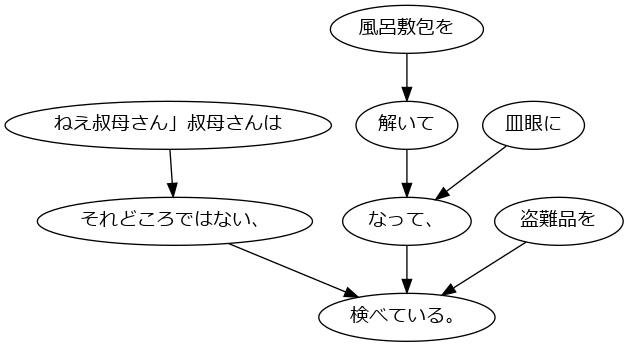 風呂敷包を
ねえ叔母さん」叔母さんは
解いて
皿眼に
それどころではない、
なって、
盗難品を
検べている。